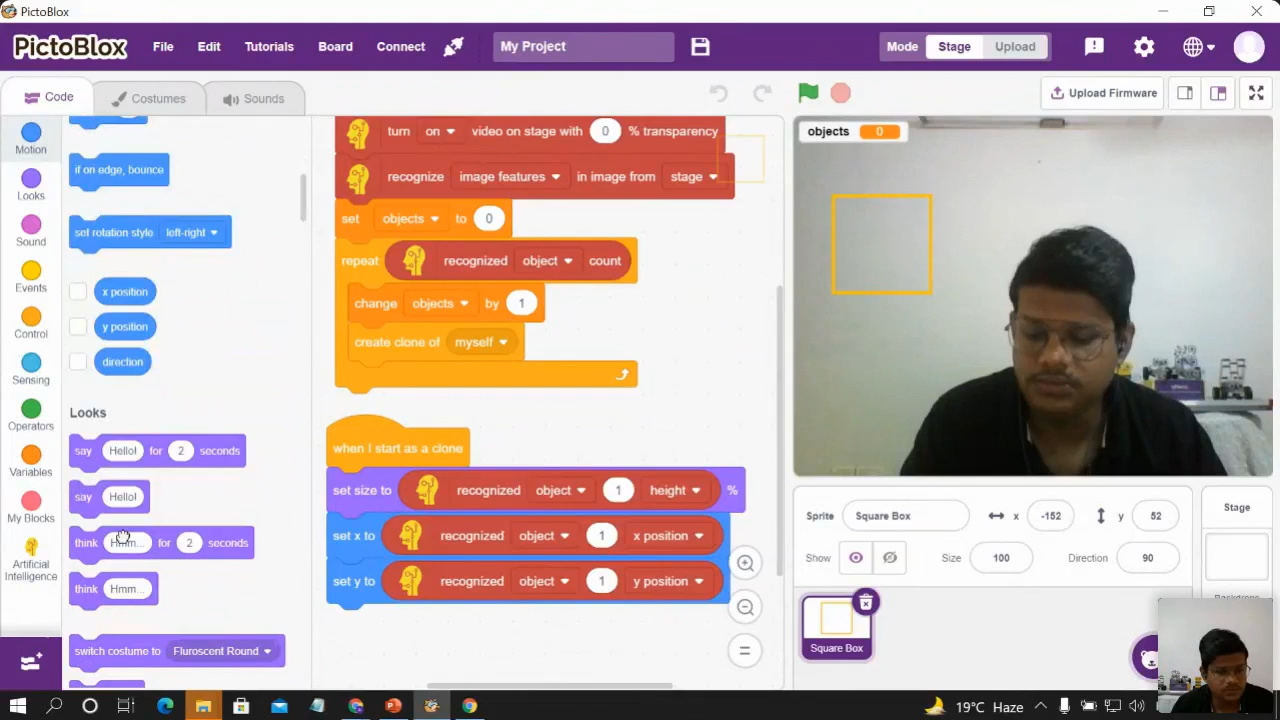 PictoBlox
PictoBlox File Edit Tutorials Board Connect My Project Mode Stage Upload
Code Costumes Sounds Upload Firmware
Motion
Looks
Sound
Events
Control
Sensing
Operators
Variables
My Blocks
Artificial
Intelligence
if on edge, bounce
set rotation style left-right
x position
y position
direction
Looks
say Hello! for 2 seconds
say Hello!
think Hmm... for 2 seconds
think Hmm...
switch costume to Fluroscent Round
turn on video on stage with 0 % transparency
recognize image features in image from stage
set objects to 0
repeat recognized object count
change objects by 1
create clone of myself
when I start as a clone
set size to recognized object 1 height %
set x to recognized object 1 x position
set y to recognized object 1 y position
objects 0
Sprite Square Box x -152 y 52
Show Size 100 Direction 90
Square Box
Stage
19°C Haze